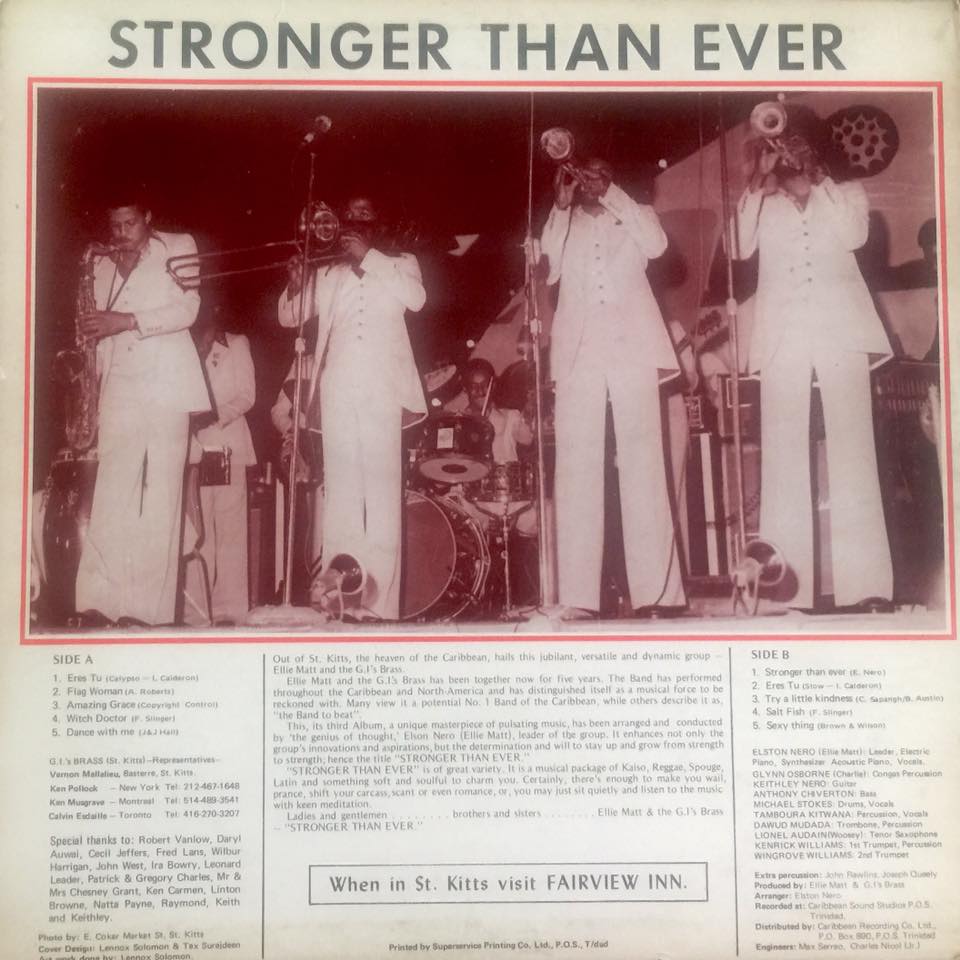 STRONGER THAN EVER
SIDE A
1. Eres Tu (Calypso — I. Calderon)
2. Flag Woman (A. Roberts)
3. Amazing Grace (Copyright Control)
4. Witch Doctor (F. Slinger)
5. Dance with me (J&J Hall)
G.I.'s BRASS (St. Kitts)—Representatives—
Vernon Mallalieu, Basterre, St. Kitts.
Ken Pollock — New York Tel: 212-467-1648
Ken Musgrave — Montreal Tel: 514-489-3541
Calvin Esdaille — Toronto Tel: 416-270-3207
Special thanks to: Robert Vanlow, Daryl
Auwai, Cecil Jeffers, Fred Lans, Wilbur
Harrigan, John West, Ira Bowry, Leonard
Leader, Patrick & Gregory Charles, Mr &
Mrs Chesney Grant, Ken Carmen, Linton
Browne, Natta Payne, Raymond, Keith
and Keithley.
Photo by: E. Coker Market St. St. Kitts
Cover Design: Lennox Solomon & Tex Surajdeen
Art work done by: Lennox Solomon.
Out of St. Kitts, the heaven of the Caribbean, hails this jubilant, versatile and dynamic group —
Ellie Matt and the G.I's Brass.
Ellie Matt and the G.I's Brass has been together now for five years. The Band has performed
throughout the Caribbean and North-America and has distinguished itself as a musical force to be
reckoned with. Many view it a potential No. 1 Band of the Caribbean, while others describe it as,
"the Band to beat".
This, its third Album, a unique masterpiece of pulsating music, has been arranged and conducted
by 'the genius of thought,' Elson Nero (Ellie Matt), leader of the group. It enhances not only the
group's innovations and aspirations, but the determination and will to stay up and grow from strength
to strength; hence the title "STRONGER THAN EVER."
"STRONGER THAN EVER" is of great variety. It is a musical package of Kaiso, Reggae, Spouge,
Latin and something soft and soulful to charm you. Certainly, there's enough to make you wail,
prance, shift your carcass, scant or even romance, or, you may just sit quietly and listen to the music
with keen meditation.
Ladies and gentlemen . . . . . . . . brothers and sisters . . . . . . . . Ellie Matt & the G.I's Brass
— "STRONGER THAN EVER."
When in St. Kitts visit FAIRVIEW INN.
Printed by Superservice Printing Co. Ltd., P.O.S., T/dad
SIDE B
1. Stronger than ever (E. Nero)
2. Eres Tu (Slow — I. Calderon)
3. Try a little kindness (C. Sapangh/B. Austin)
4. Salt Fish (F. Slinger)
5. Sexy thing (Brown & Wilson)
ELSTON NERO (Ellie Matt): Leader, Electric
Piano, Synthesizer Acoustic Piano, Vocals.
GLYNN OSBORNE (Charlie): Congas Percussion
KEITHLEY NERO: Guitar
ANTHONY CHIVERTON: Bass
MICHAEL STOKES: Drums, Vocals
TAMBOURA KITWANA: Percussion, Vocals
DAWUD MUDADA: Trombone, Percussion
LIONEL AUDAIN (Woosey): Tenor Saxophone
KENRICK WILLIAMS: 1st Trumpet, Percussion
WINGROVE WILLIAMS: 2nd Trumpet
Extra percussion: John Rawlins, Joseph Quaely
Produced by: Ellie Matt & G.I's Brass
Arranger: Elston Nero
Recorded at: Caribbean Sound Studios P.O.S.
Trinidad.
Distributed by: Caribbean Recording Co. Ltd.,
P.O. Box 890, P.O.S. Trinidad
Engineers: Max Serrao, Charles Nicol (Jr.)